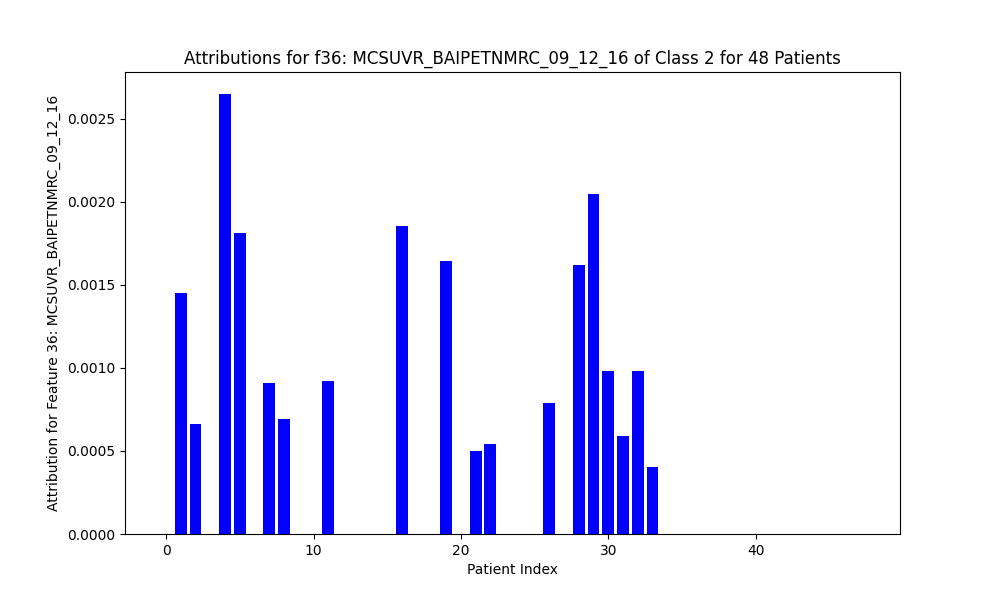 Attributions for f36: MCSUVR_BAIPETNMRC_09_12_16 of Class 2 for 48 Patients
Attribution for Feature 36: MCSUVR_BAIPETNMRC_09_12_16
0.0025
0.0020
0.0015
0.0010
0.0005
0.0000
0 10 20 30 40
Patient Index